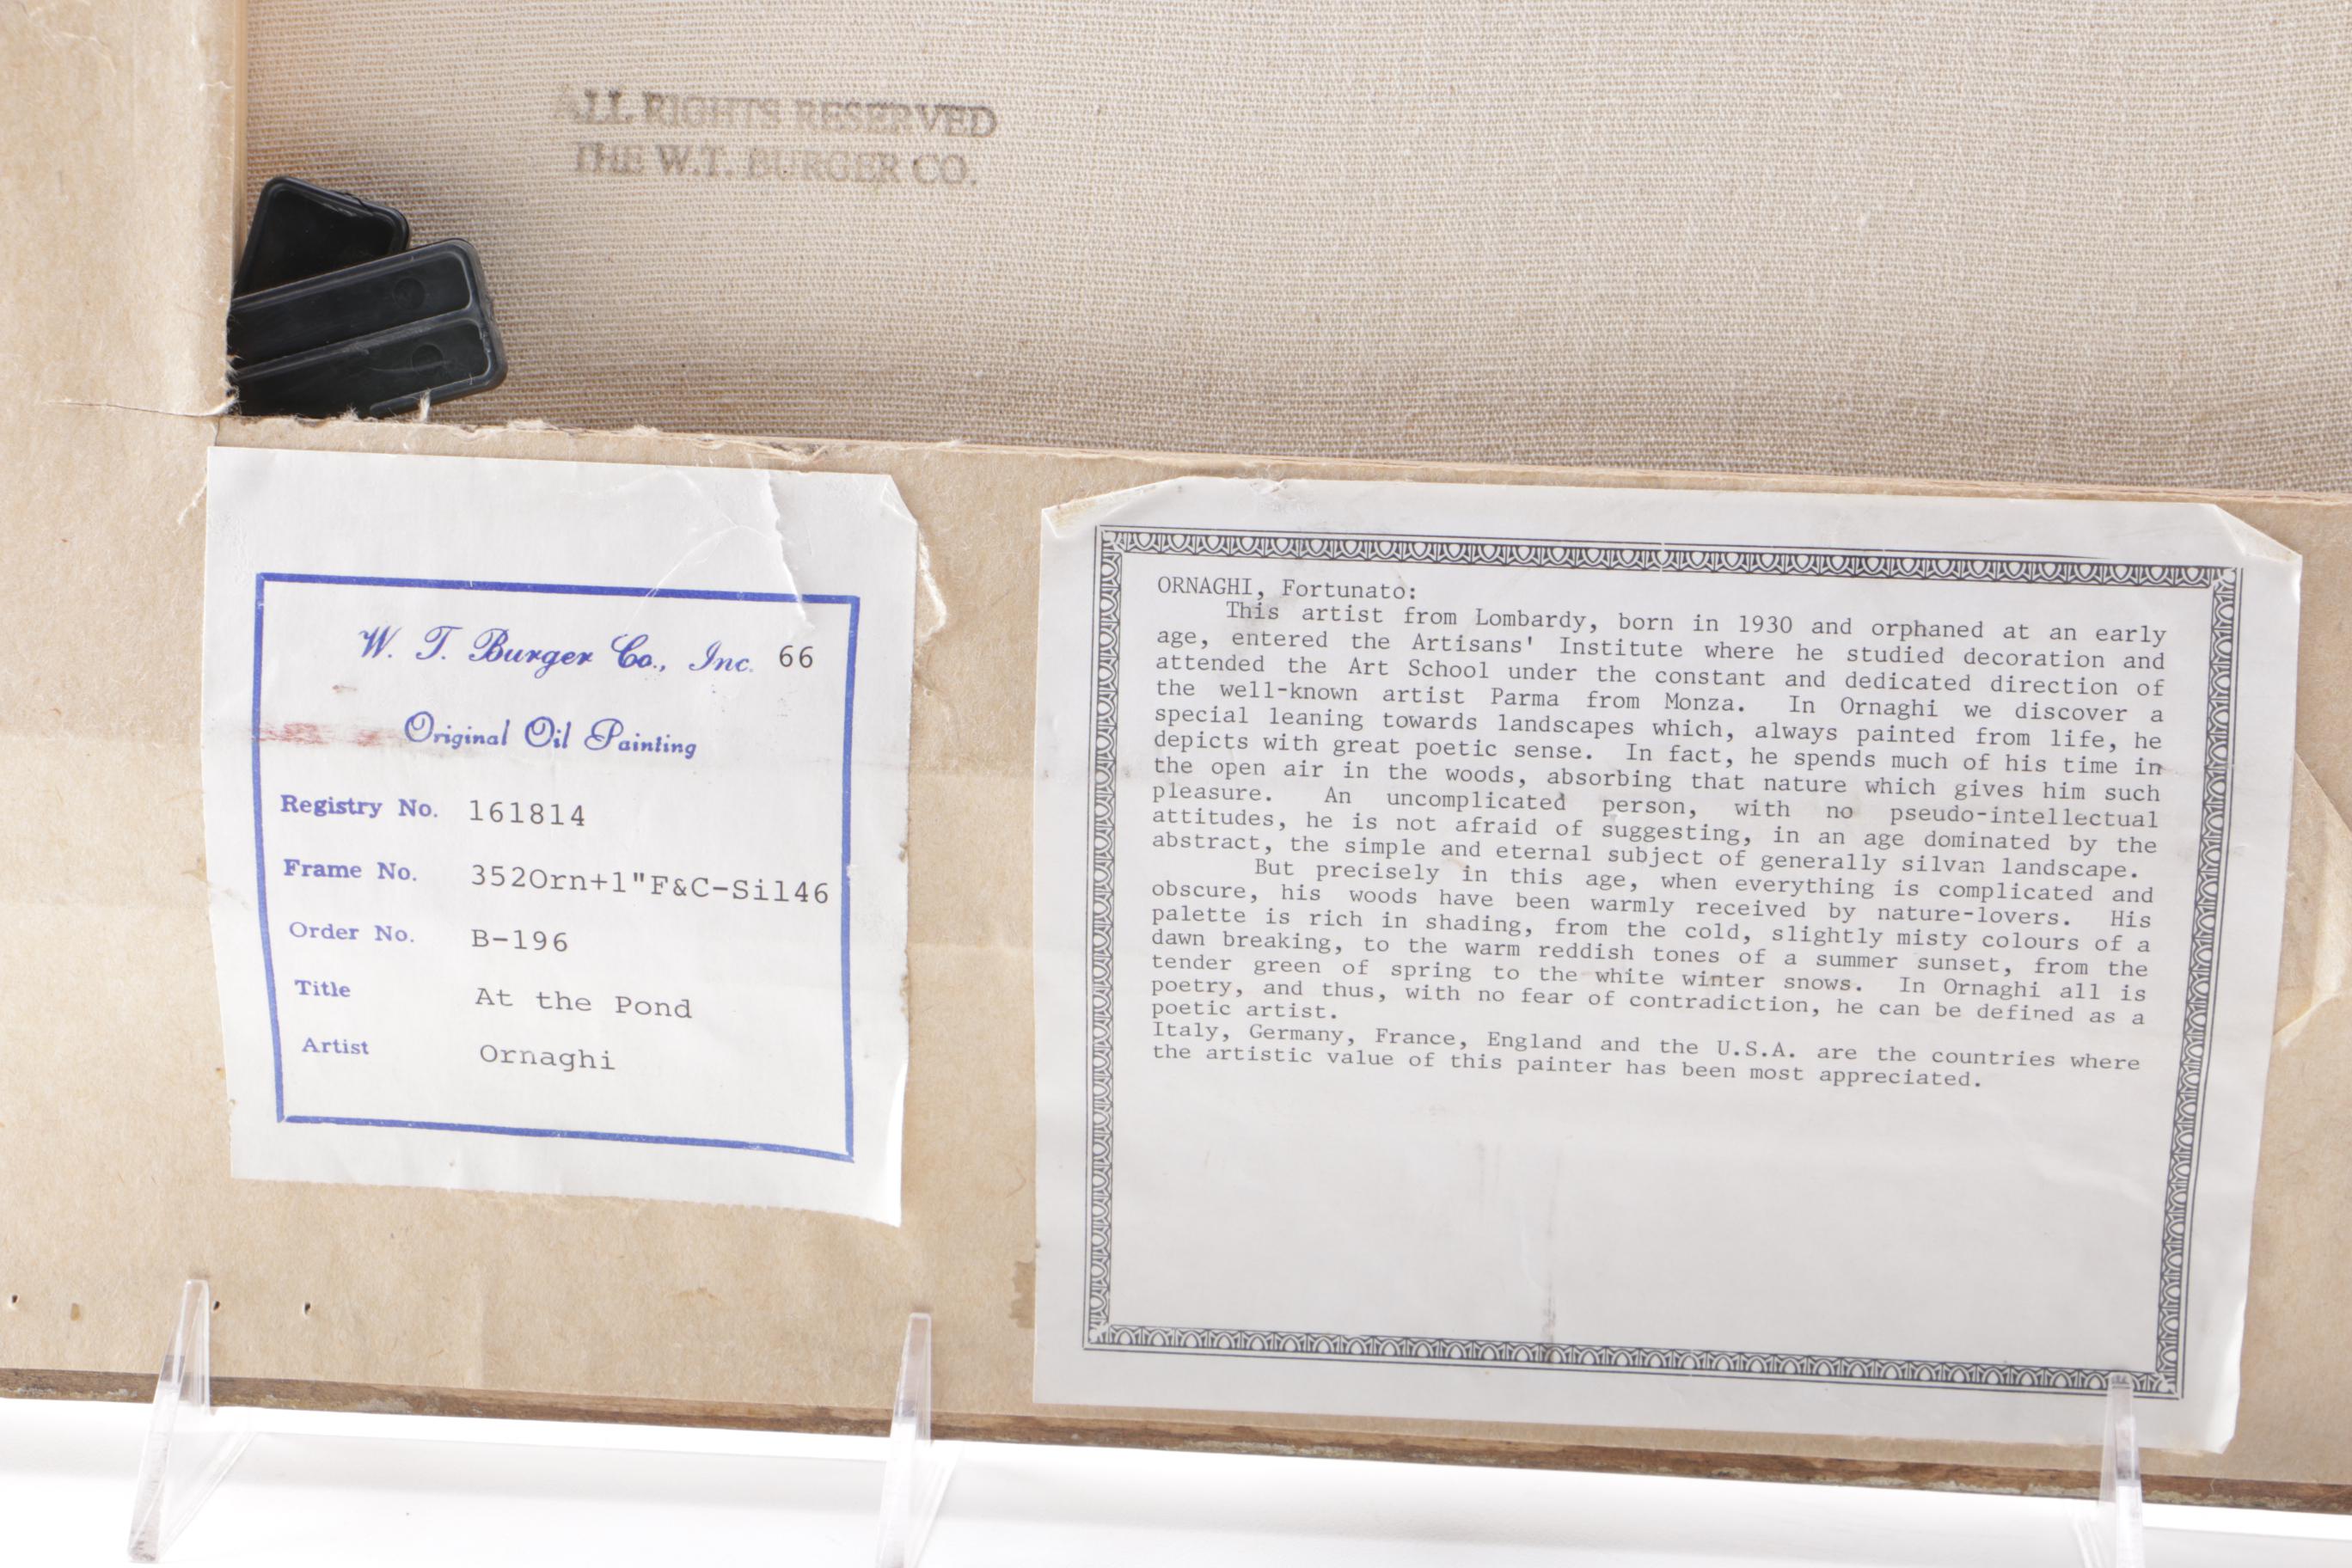 ALL RIGHTS RESERVED
THE W.T. BURGER CO.
W. T. Burger Co., Inc. 66
Original Oil Painting
Registry No. 161814
Frame No. 352Orn+1"F&C-Sil46
Order No. B-196
Title At the Pond
Artist Ornaghi
ORNAGHI, Fortunato:
This artist from Lombardy, born in 1930 and orphaned at an early
age, entered the Artisans' Institute where he studied decoration and
attended the Art School under the constant and dedicated direction of
the well-known artist Parma from Monza. In Ornaghi we discover a
special leaning towards landscapes which, always painted from life, he
depicts with great poetic sense. In fact, he spends much of his time in
the open air in the woods, absorbing that nature which gives him such
pleasure. An uncomplicated person, with no pseudo-intellectual
attitudes, he is not afraid of suggesting, in an age dominated by the
abstract, the simple and eternal subject of generally silvan landscape.
But precisely in this age, when everything is complicated and
obscure, his woods have been warmly received by nature-lovers. His
palette is rich in shading, from the cold, slightly misty colours of a
dawn breaking, to the warm reddish tones of a summer sunset, from the
tender green of spring to the white winter snows. In Ornaghi all is
poetry, and thus, with no fear of contradiction, he can be defined as a
poetic artist.
Italy, Germany, France, England and the U.S.A. are the countries where
the artistic value of this painter has been most appreciated.